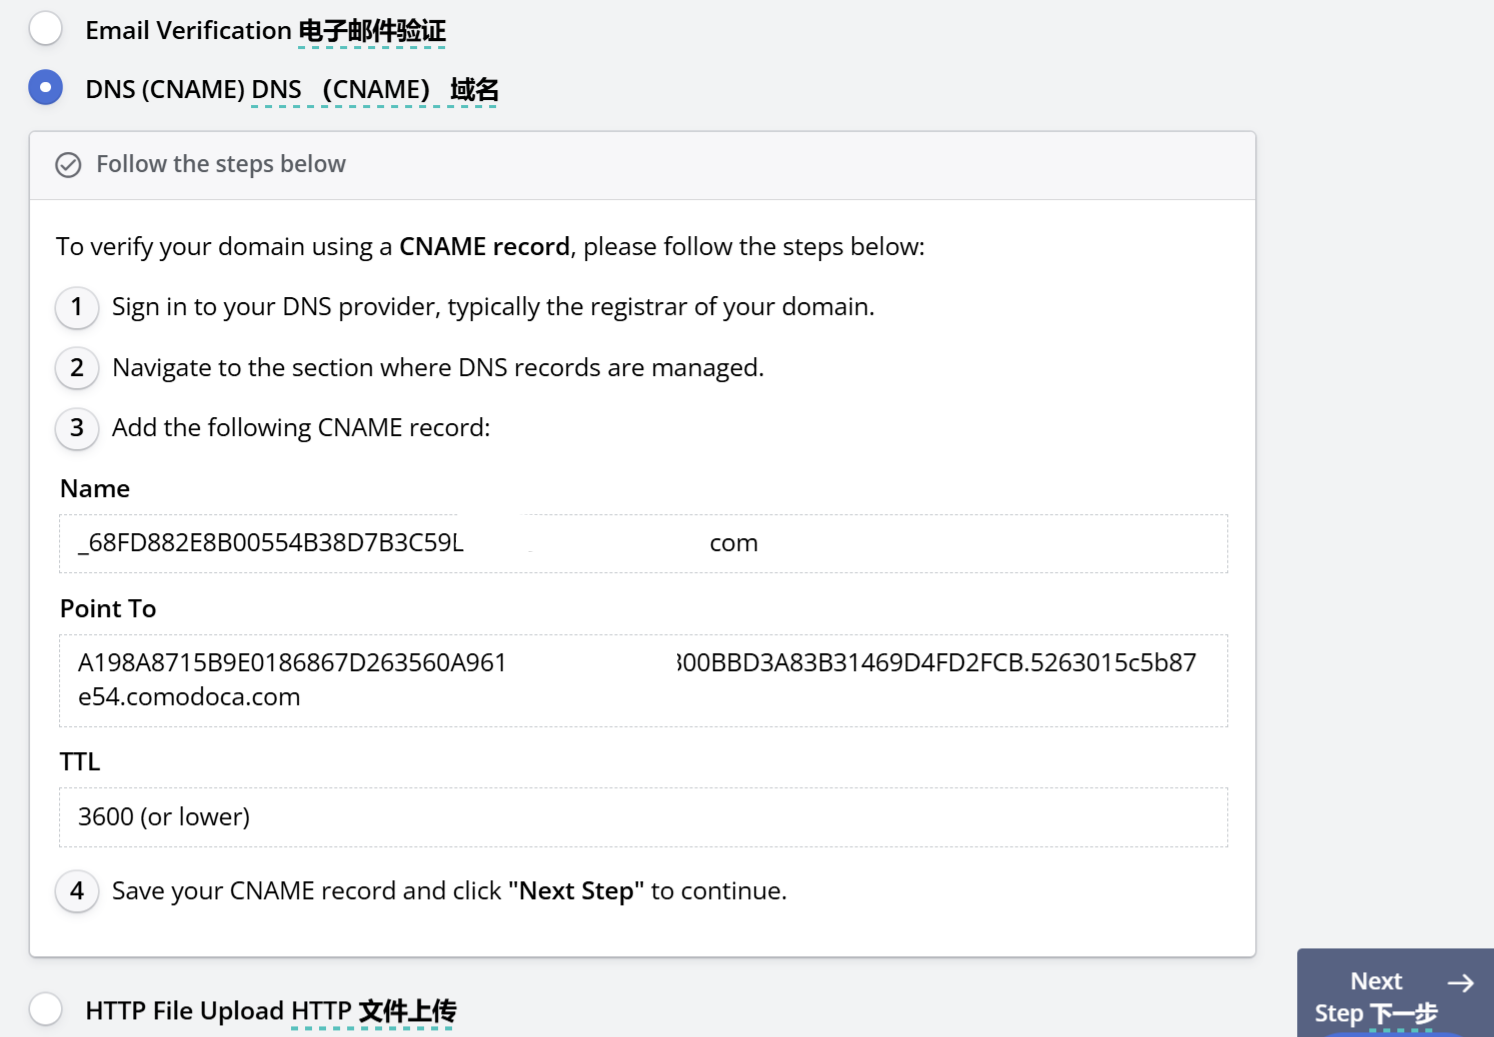 Email Verification 电子邮件验证
DNS (CNAME) DNS （CNAME） 域名
Follow the steps below
To verify your domain using a CNAME record, please follow the steps below:
1 Sign in to your DNS provider, typically the registrar of your domain.
2 Navigate to the section where DNS records are managed.
3 Add the following CNAME record:
Name
_68FD882E8B00554B38D7B3C59 com
Point To
A198A8715B9E0186867D263560A961 300BBD3A83B31469D4FD2FCB.5263015c5b87
e54.comodoca.com
TTL
3600 (or lower)
4 Save your CNAME record and click "Next Step" to continue.
HTTP File Upload HTTP 文件上传
Next
Step 下一步